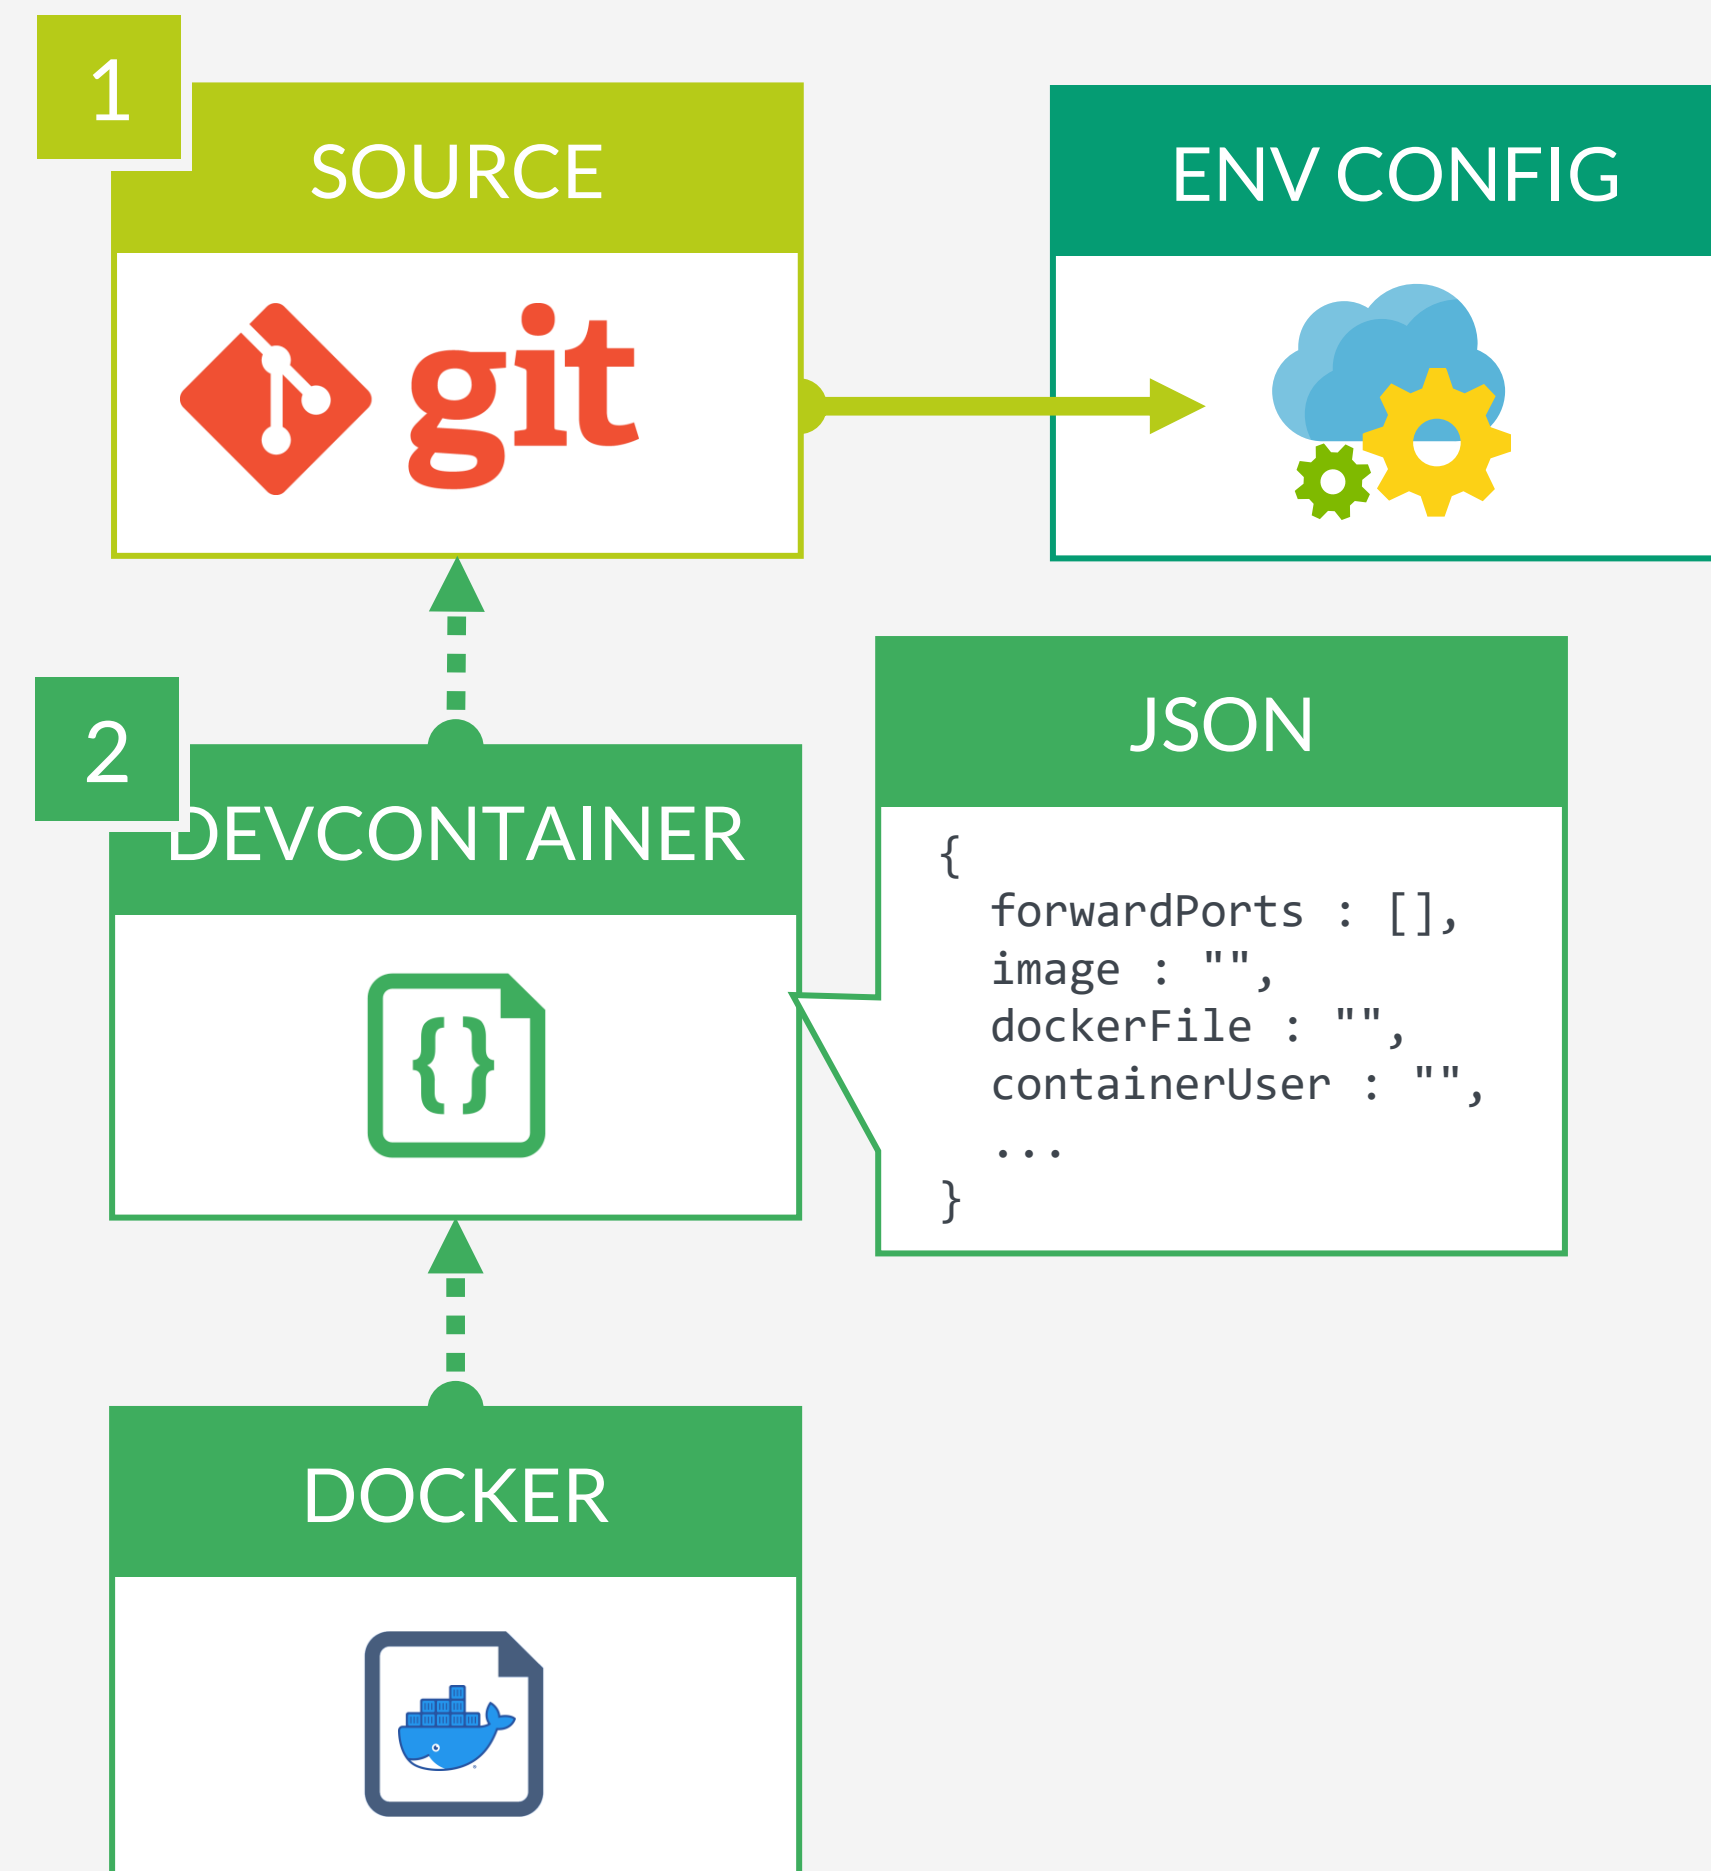 1
SOURCE
git
ENV CONFIG
2
DEVCONTAINER
JSON
{
forwardPorts : [],
image : "",
dockerFile : "",
containerUser : "",
...
}
{}
DOCKER